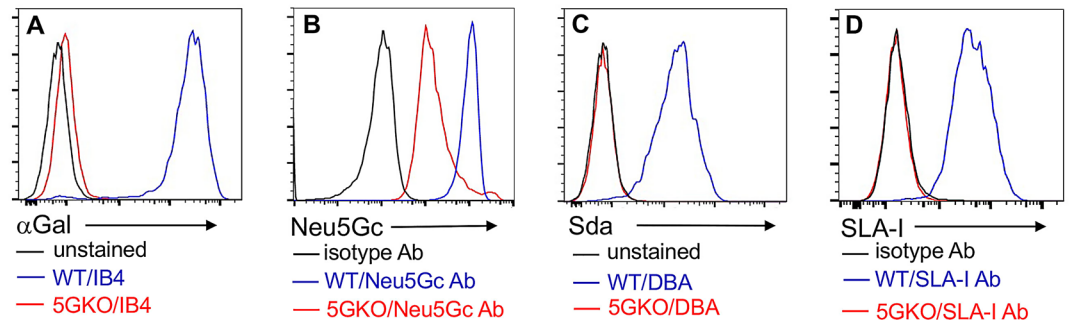 A
B
C
D
αGal
Neu5Gc
Sda
SLA-I
unstained
WT/IB4
5GKO/IB4
isotype Ab
WT/Neu5Gc Ab
5GKO/Neu5Gc Ab
unstained
WT/DBA
5GKO/DBA
isotype Ab
WT/SLA-I Ab
5GKO/SLA-I Ab